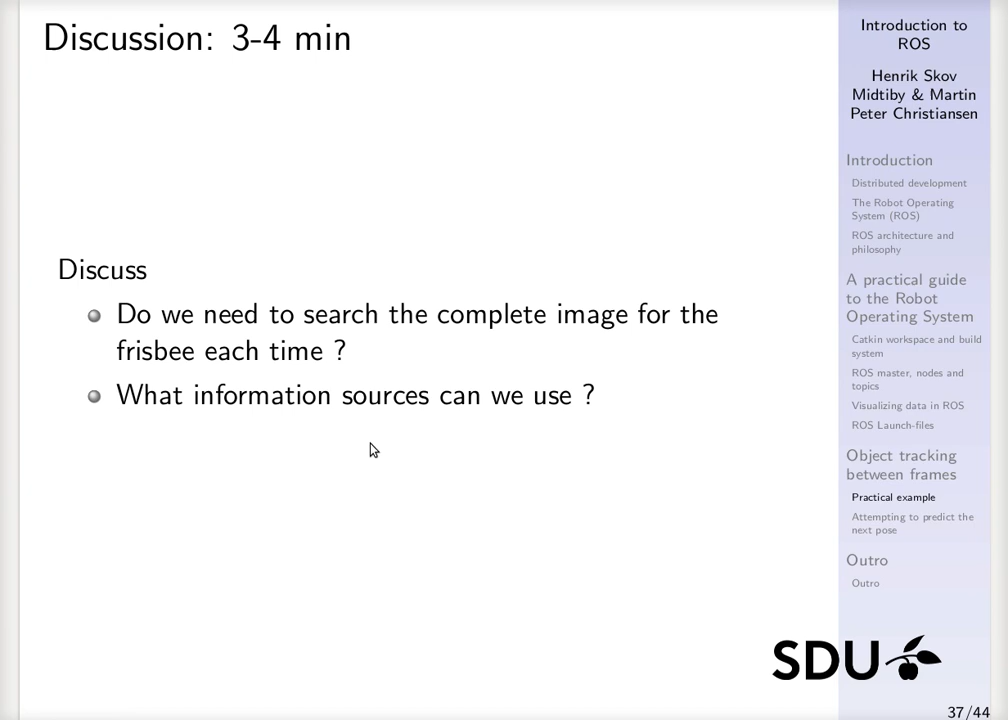 Discussion: 3-4 min
Discuss
Do we need to search the complete image for the
frisbee each time ?
What information sources can we use ?
Introduction to
ROS
Henrik Skov
Midtiby & Martin
Peter Christiansen
Introduction
Distributed development
The Robot Operating
System (ROS)
ROS architecture and
philosophy
A practical guide
to the Robot
Operating System
Catkin workspace and build
system
ROS master, nodes and
topics
Visualizing data in ROS
ROS Launch-files
Object tracking
between frames
Practical example
Attempting to predict the
next pose
Outro
Outro
SDU
37/44